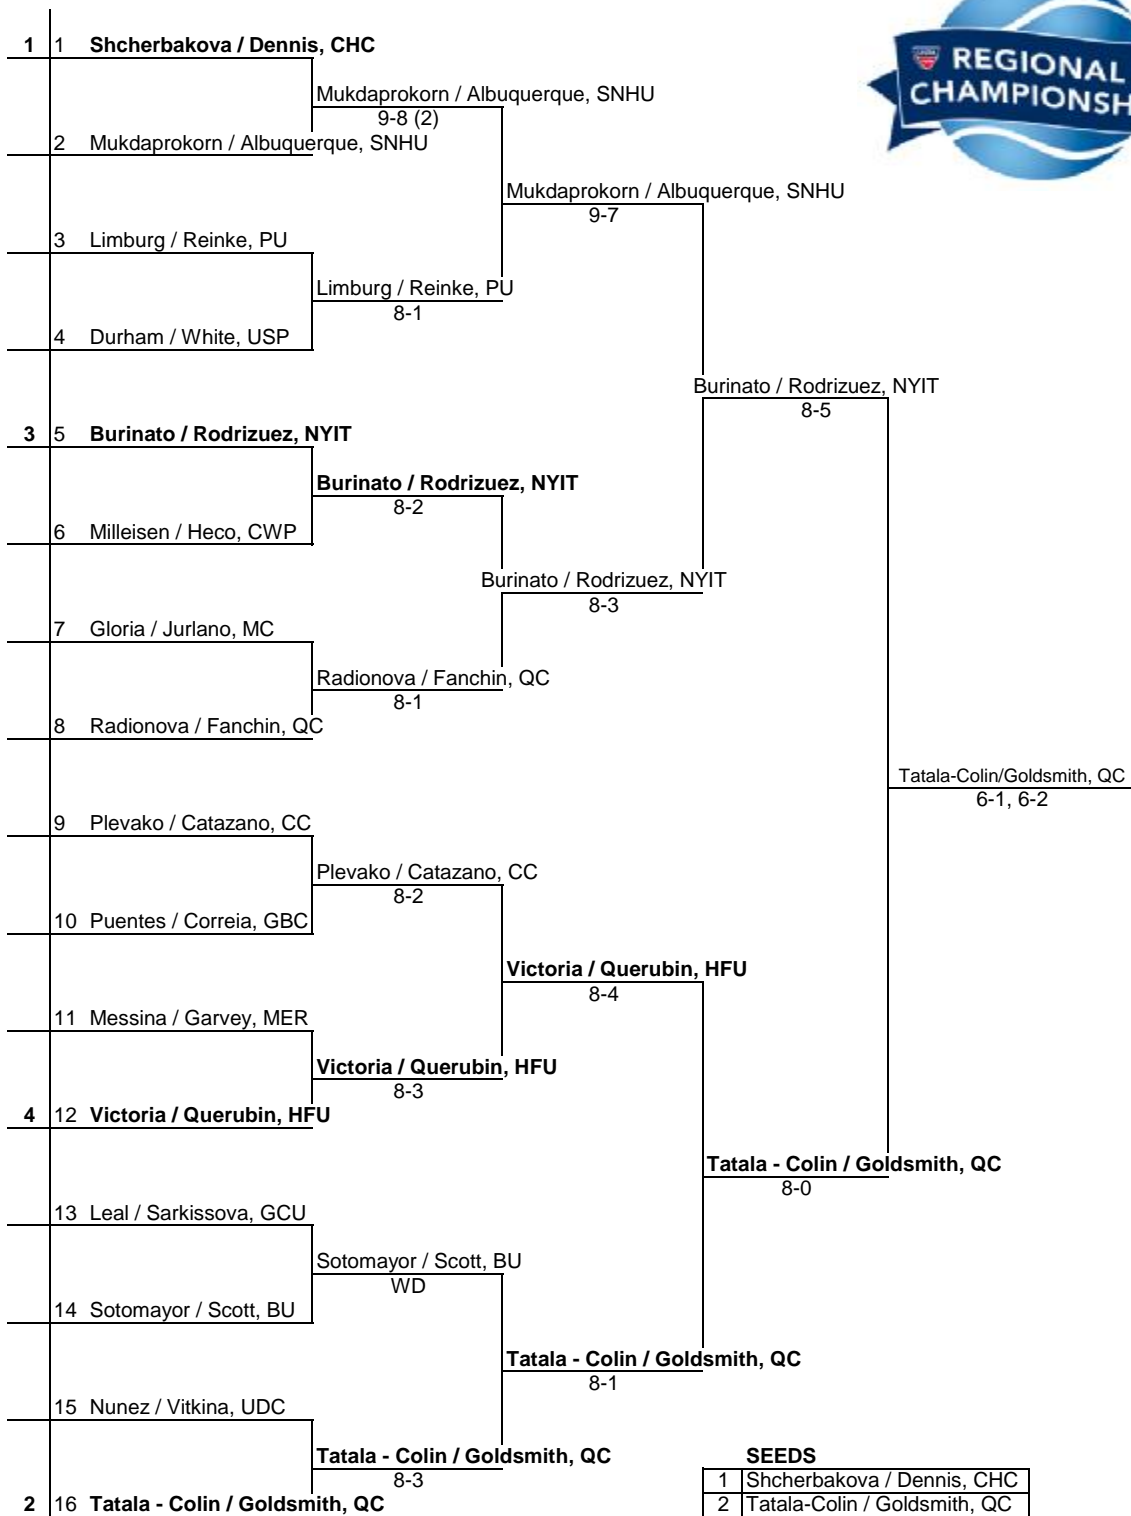 REGIONAL
CHAMPIONSH
1 1 Shcherbakova / Dennis, CHC
Mukdaprokorn / Albuquerque, SNHU
9-8 (2)
2 Mukdaprokorn / Albuquerque, SNHU
Mukdaprokorn / Albuquerque, SNHU
9-7
3 Limburg / Reinke, PU
Limburg / Reinke, PU
8-1
4 Durham / White, USP
Burinato / Rodrizuez, NYIT
8-5
3 5 Burinato / Rodrizuez, NYIT
Burinato / Rodrizuez, NYIT
8-2
6 Milleisen / Heco, CWP
Burinato / Rodrizuez, NYIT
8-3
7 Gloria / Jurlano, MC
Radionova / Fanchin, QC
8-1
8 Radionova / Fanchin, QC
Tatala-Colin/Goldsmith, QC
6-1, 6-2
9 Plevako / Catazano, CC
Plevako / Catazano, CC
8-2
10 Puentes / Correia, GBC
Victoria / Querubin, HFU
8-4
11 Messina / Garvey, MER
Victoria / Querubin, HFU
8-3
4 12 Victoria / Querubin, HFU
Tatala - Colin / Goldsmith, QC
8-0
13 Leal / Sarkissova, GCU
Sotomayor / Scott, BU
WD
14 Sotomayor / Scott, BU
Tatala - Colin / Goldsmith, QC
8-1
15 Nunez / Vitkina, UDC
Tatala - Colin / Goldsmith, QC
8-3
2 16 Tatala - Colin / Goldsmith, QC
SEEDS
1 Shcherbakova / Dennis, CHC
2 Tatala-Colin / Goldsmith, QC